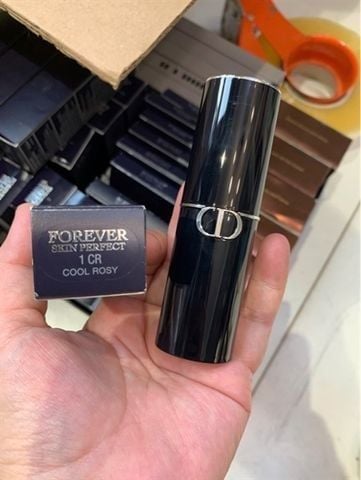 FOREVER
SKIN PERFECT
1 CR
COOL ROSY
CD